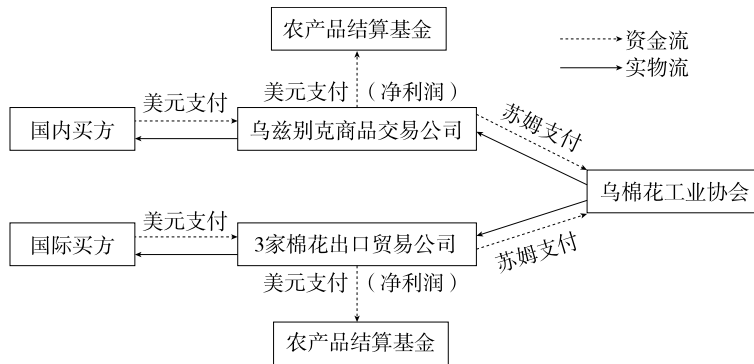 农产品结算基金
资金流
实物流
美元支付
美元支付（净利润）
苏姆支付
国内买方
乌兹别克商品交易公司
乌棉花工业协会
美元支付
国际买方
3家棉花出口贸易公司
苏姆支付
美元支付（净利润）
农产品结算基金